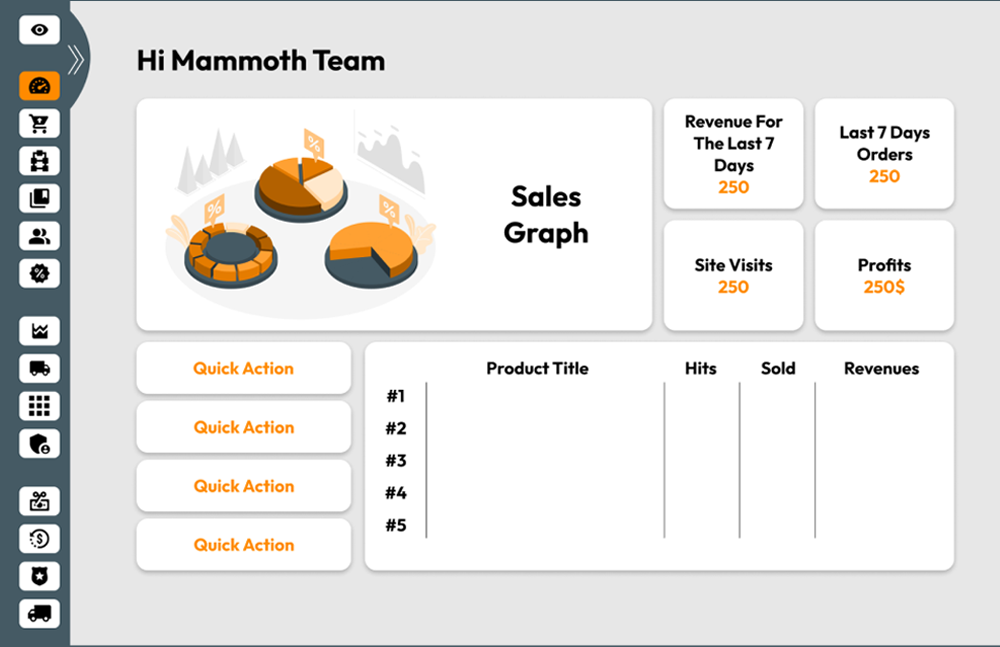 Hi Mammoth Team
%
%
%
Sales
Graph
Revenue For
The Last 7
Days
250
Last 7 Days
Orders
250
Site Visits
250
Profits
250$
Quick Action
Quick Action
Quick Action
Quick Action
Product Title Hits Sold Revenues
#1
#2
#3
#4
#5